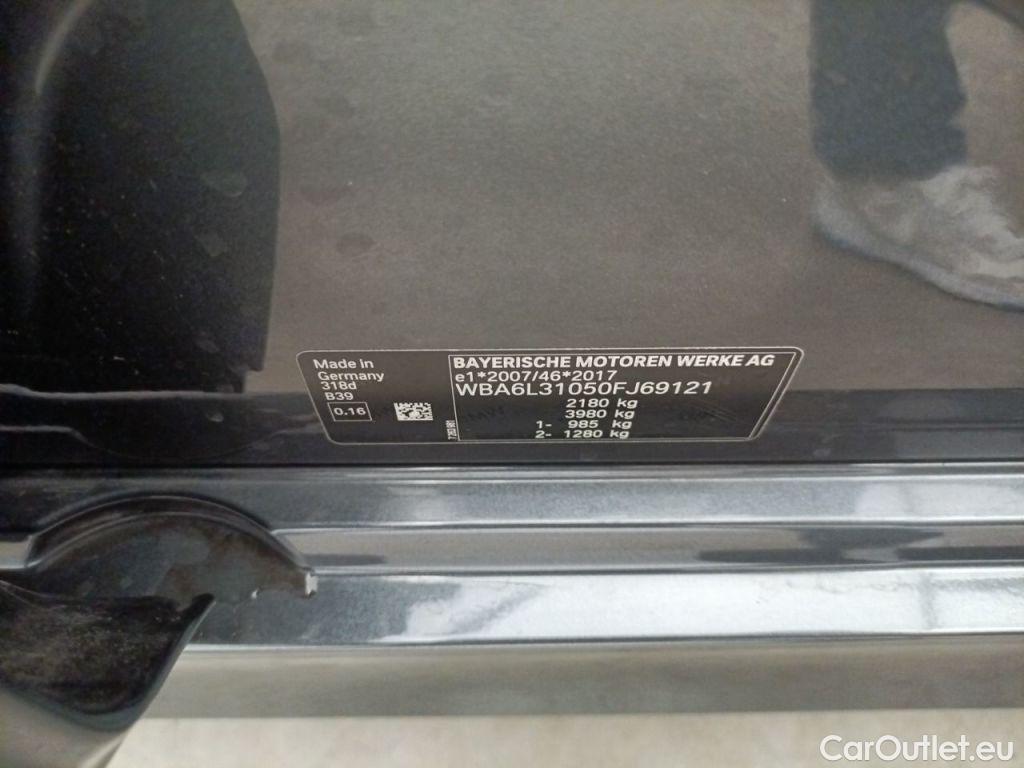 Made in
Germany
318d
B39
0.16
BAYERISCHE MOTOREN WERKE AG
e1*2007/46*2017
WBA6L31050FJ69121
2180 kg
3980 kg
1- 985 kg
2- 1280 kg
CarOutlet.eu